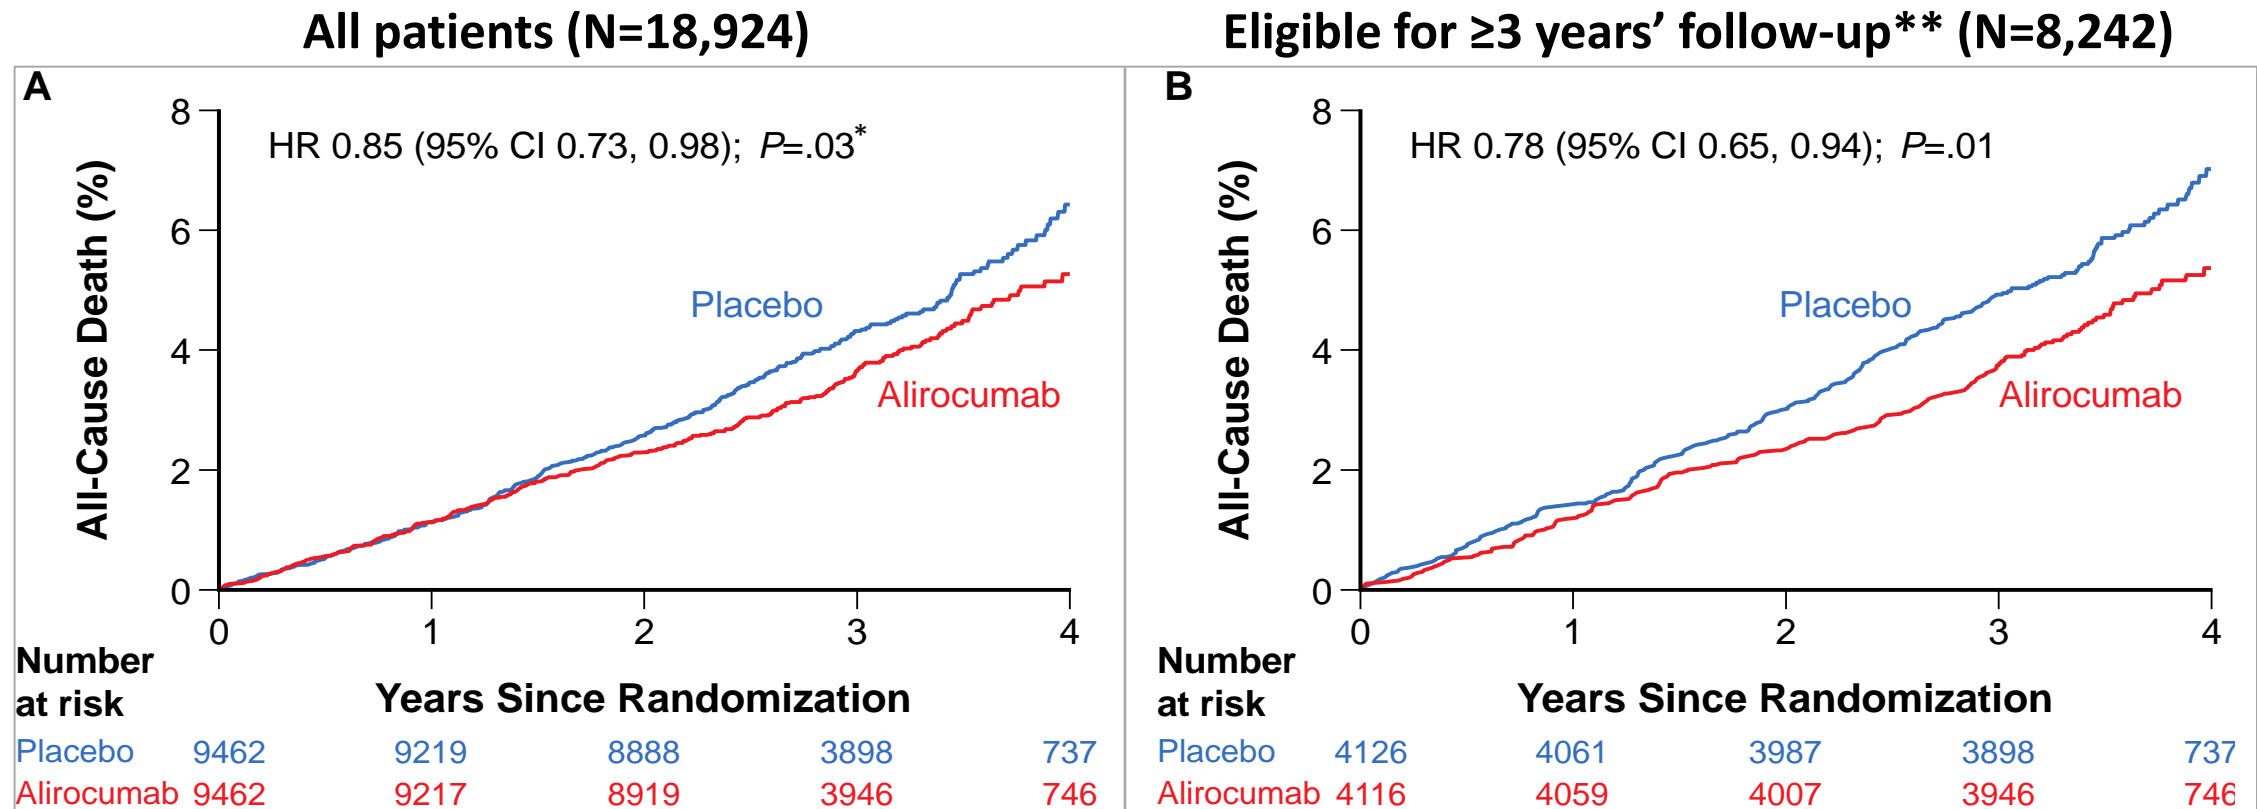 All patients (N=18,924)
Eligible for ≥3 years’ follow-up** (N=8,242)
A
All-Cause Death (%)
8
6
4
2
0
HR 0.85 (95% CI 0.73, 0.98); P=.03*
Placebo
Alirocumab
0 1 2 3 4
Years Since Randomization
Number
at risk
Placebo 9462 9219 8888 3898 737
Alirocumab 9462 9217 8919 3946 746
B
All-Cause Death (%)
8
6
4
2
0
HR 0.78 (95% CI 0.65, 0.94); P=.01
Placebo
Alirocumab
0 1 2 3 4
Years Since Randomization
Number
at risk
Placebo 4126 4061 3987 3898 737
Alirocumab 4116 4059 4007 3946 746